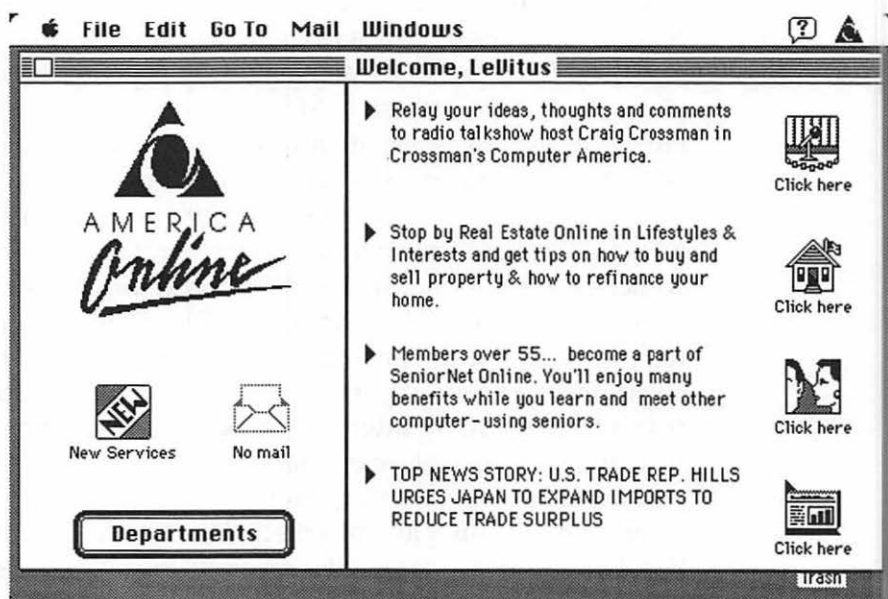 File Edit Go To Mail Windows
Welcome, LeVitus
AMERICA
Online
New Services
No mail
Departments
Relay your ideas, thoughts and comments
to radio talkshow host Craig Crossman in
Crossman's Computer America.
Click here
Stop by Real Estate Online in Lifestyles &
Interests and get tips on how to buy and
sell property & how to refinance your
home.
Click here
Members over 55... become a part of
SeniorNet Online. You'll enjoy many
benefits while you learn and meet other
computer-using seniors.
Click here
TOP NEWS STORY: U.S. TRADE REP. HILLS
URGES JAPAN TO EXPAND IMPORTS TO
REDUCE TRADE SURPLUS
Click here
Trash
NEW